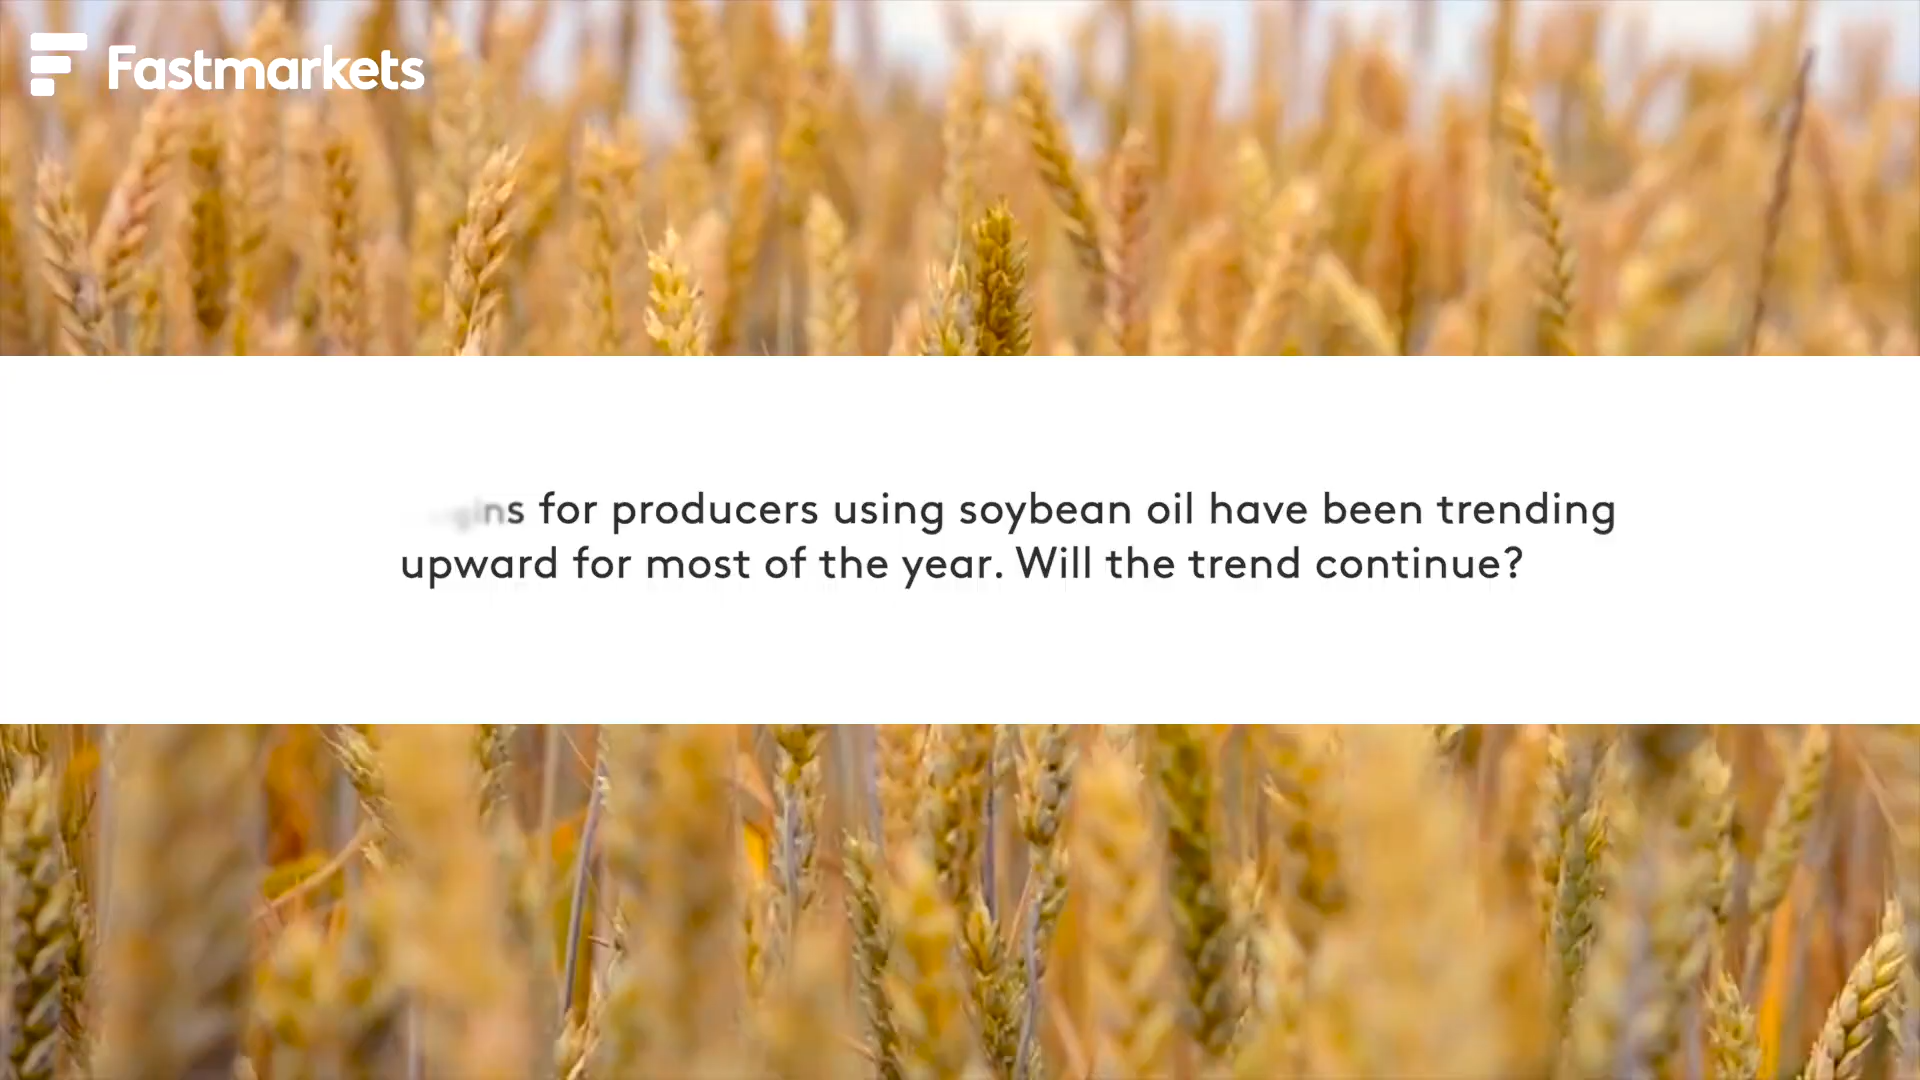 Fastmarkets
for producers using soybean oil have been trending
upward for most of the year. Will the trend continue?